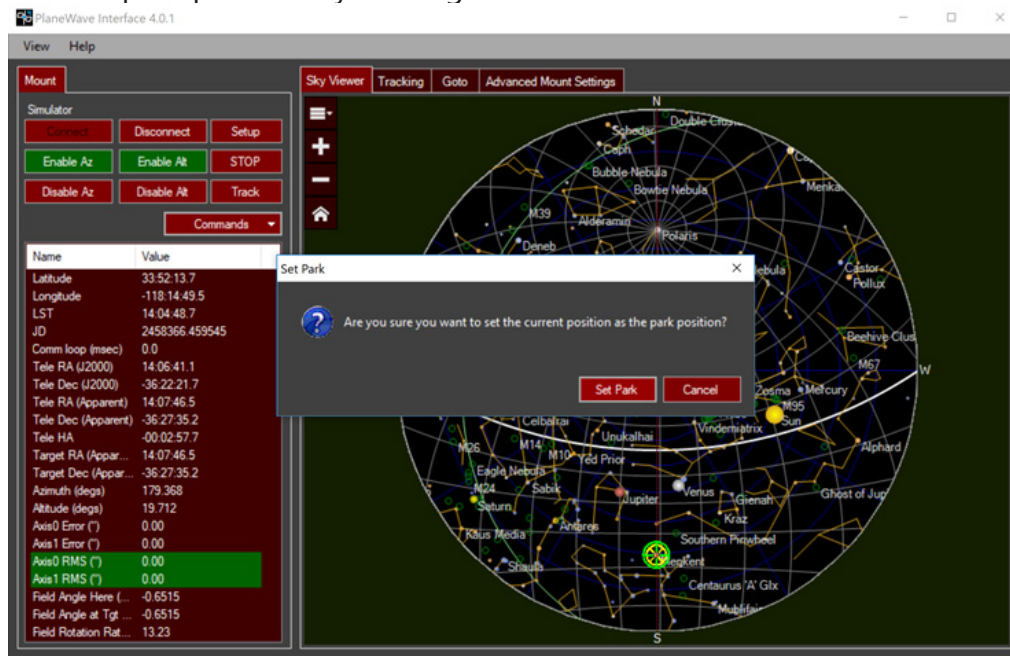 PlaneWave Interface 4.0.1
View Help
Mount
Simulator
Connect Disconnect Setup
Enable Az Enable Alt STOP
Disable Az Disable Alt Track
Commands
Name Value
Latitude 33:52:13.7
Longitude -118:14:49.5
LST 14:04:48.7
JD 2458366.459545
Comm loop (msec) 0.0
Tele RA (J2000) 14:06:41.1
Tele Dec (J2000) -36:22:21.7
Tele RA (Apparent) 14:07:46.5
Tele Dec (Apparent) -36:27:35.2
Tele HA -00:02:57.7
Target RA (Appar... 14:07:46.5
Target Dec (Appar... -36:27:35.2
Azimuth (degs) 179.368
Altitude (degs) 19.712
Axis0 Error (") 0.00
Axis1 Error (") 0.00
Axis0 RMS (") 0.00
Axis1 RMS (") 0.00
Field Angle Here (... -0.6515
Field Angle at Tgt ... -0.6515
Field Rotation Rat... 13.23
Sky Viewer Tracking Goto Advanced Mount Settings
N
Double Clus
Schedar
Caph
Bubble Nebula
Bowtie Nebula
Menka
M39
Alderamin
Polaris
Deneb
ebula
Castor
Pollux
Set Park
Are you sure you want to set the current position as the park position?
Set Park Cancel
Beehive Clus
M67
W
Zosma Mercury
M95
Sun
Celbalrai
Vindemiatrix
Unukalhai
M26 M14
M10 Yed Prior
Alphard
Eagle Nebula
M24 Sabik
Saturn
Jupiter
Venus
Gienah
Ghost of Jup
Kraz
Kaus Media
Antares
Southern Pinwheel
Shaula
enkent
Centaurus 'A' Glx
Muhlifain
S